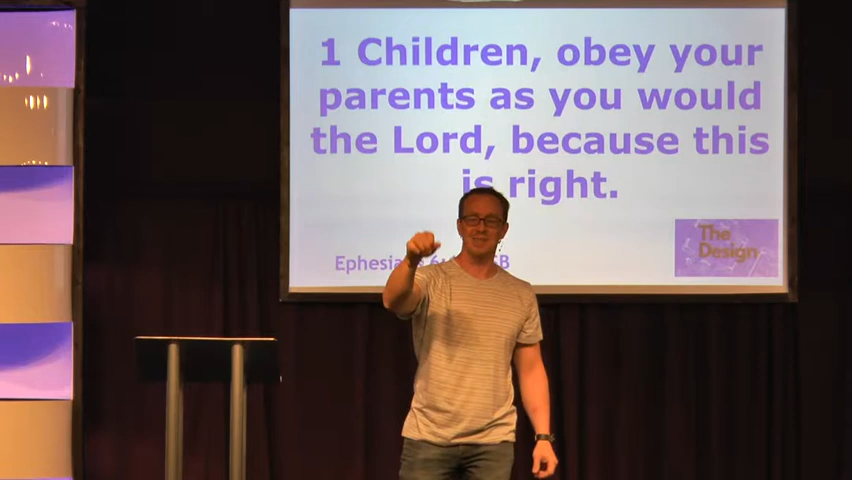 1 Children, obey your
parents as you would
the Lord, because this
is right.
The
Design